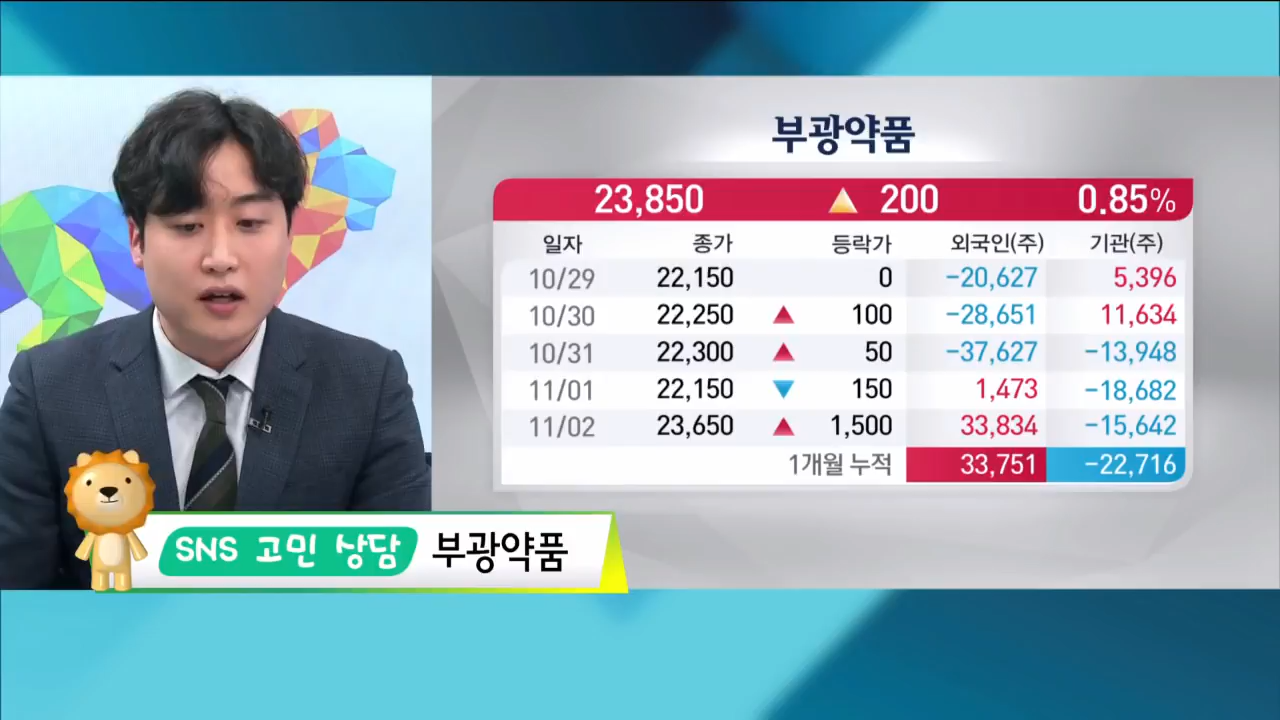 부광약품
23,850 ▲ 200 0.85%
일자 종가 등락가 외국인(주) 기관(주)
10/29 22,150 0 -20,627 5,396
10/30 22,250 ▲ 100 -28,651 11,634
10/31 22,300 ▲ 50 -37,627 -13,948
11/01 22,150 ▼ 150 1,473 -18,682
11/02 23,650 ▲ 1,500 33,834 -15,642
1개월 누적 33,751 -22,716
SNS 고민 상담 부광약품